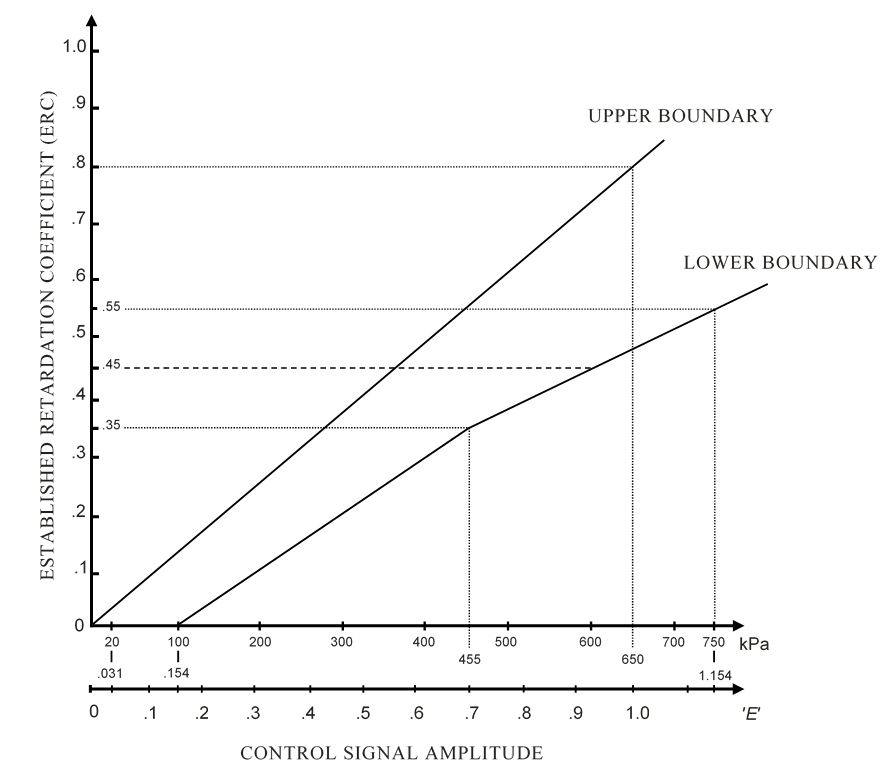 1.0
.9
UPPER BOUNDARY
.8
.7
LOWER BOUNDARY
.6
.55
.5
.45
.4
.35
.3
.2
.1
0
ESTABLISHED RETARDATION COEFFICIENT (ERC)
20 100 200 300 400 500 600 700 750 kPa
455 650
.031 .154 1.154
0 .1 .2 .3 .4 .5 .6 .7 .8 .9 1.0 'E'
CONTROL SIGNAL AMPLITUDE